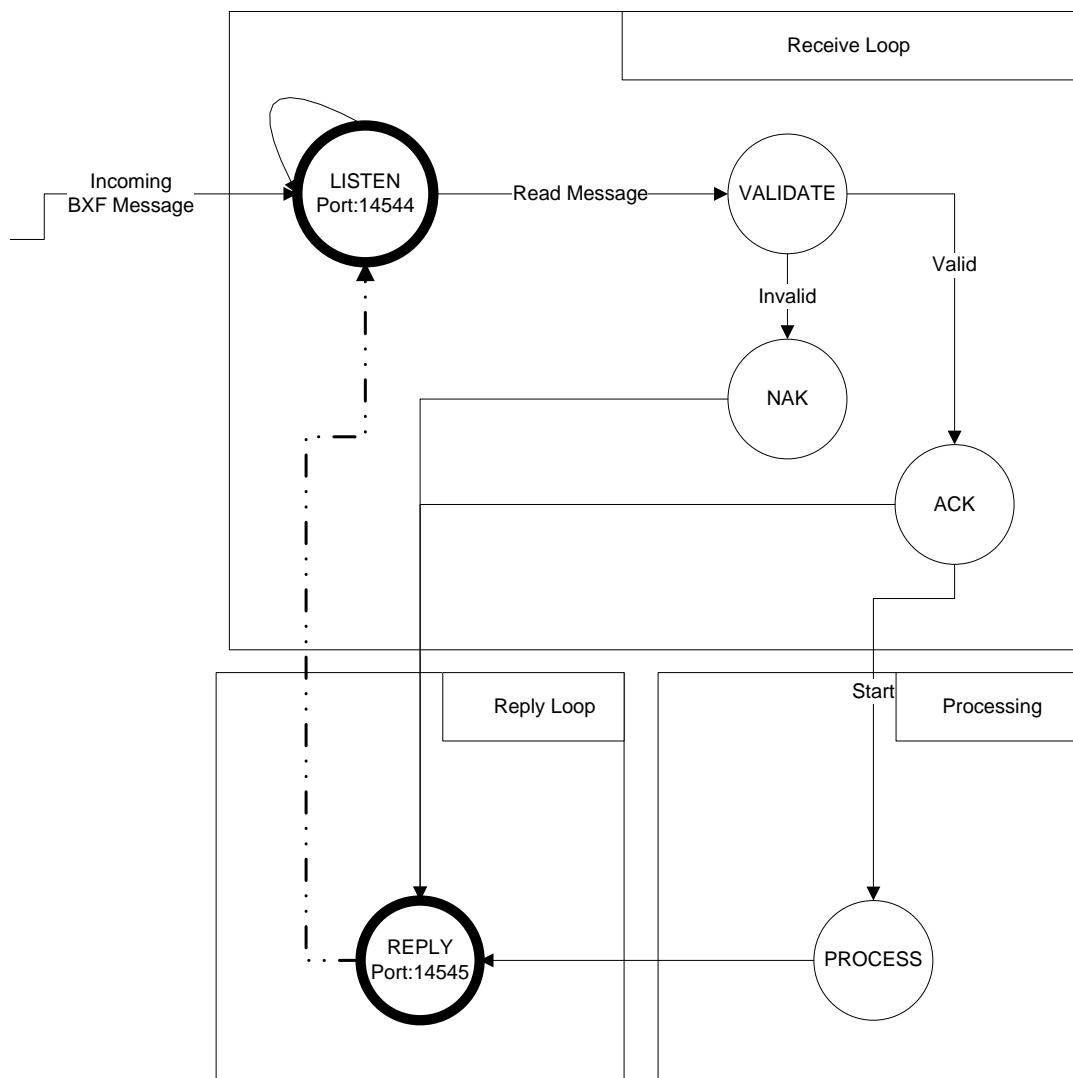 Receive Loop
Incoming
BXF Message
LISTEN
Port:14544
Read Message
VALIDATE
Valid
Invalid
NAK
ACK
Start
Reply Loop
Processing
REPLY
Port:14545
PROCESS